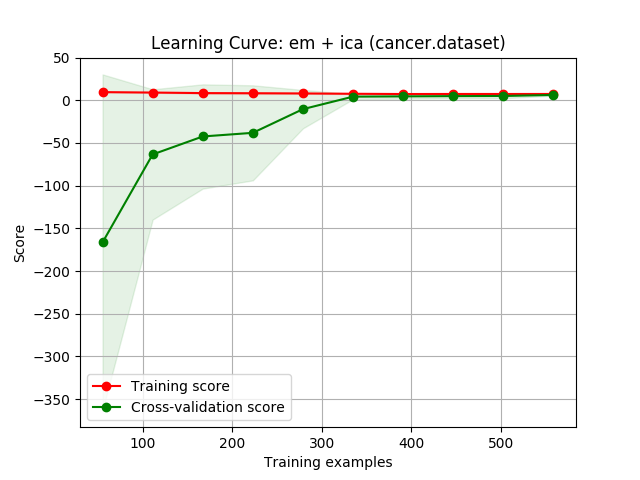 Learning Curve: em + ica (cancer.dataset)
50
0
−50
−100
−150
−200
−250
−300
−350
Score
Training score
Cross-validation score
100
200
300
400
500
Training examples